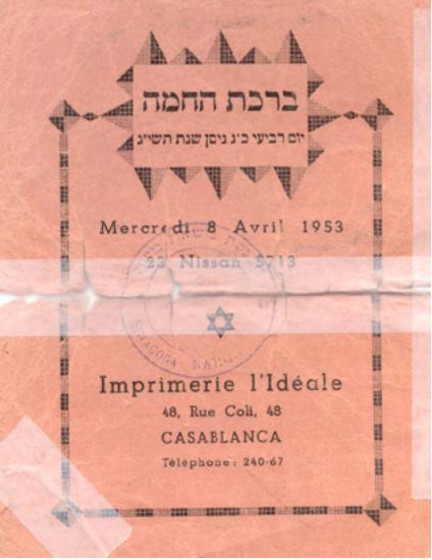 ברכת החמה
יום רביעי כ״ג ניסן שנת תשי״ג
Mercredi 8 Avril 1953
23 Nissan 5713
SINAGOGA
Imprimerie l'Idéale
48, Rue Coli, 48
CASABLANCA
Téléphone: 240-67